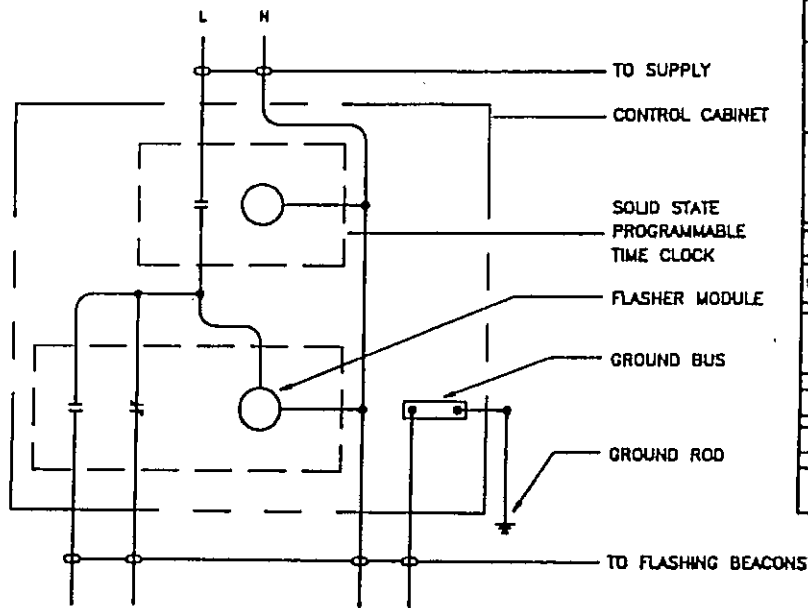 L N
TO SUPPLY
CONTROL CABINET
SOLID STATE
PROGRAMMABLE
TIME CLOCK
FLASHER MODULE
GROUND BUS
GROUND ROD
TO FLASHING BEACONS